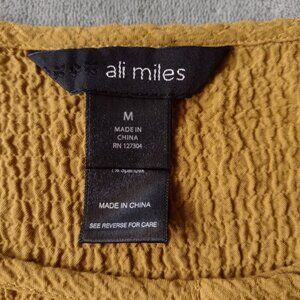 ali miles
M
MADE IN
CHINA
RN 127304
MADE IN CHINA
SEE REVERSE FOR CARE